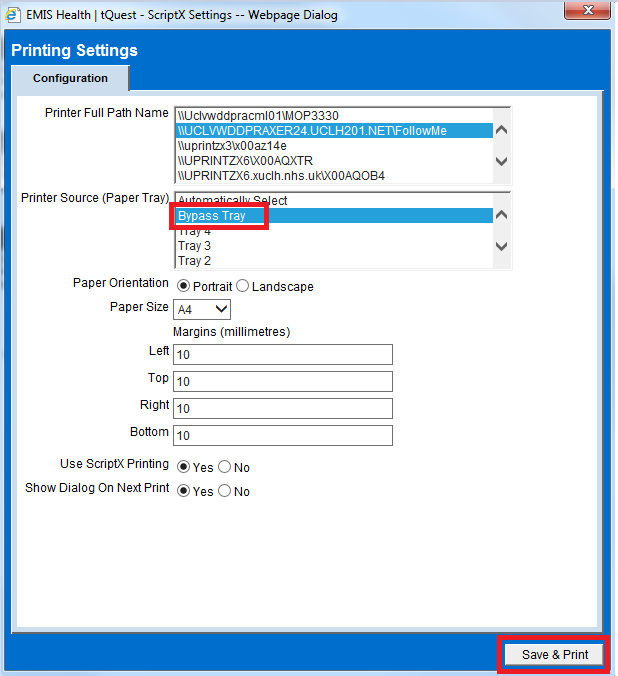 EMIS Health | tQuest - ScriptX Settings -- Webpage Dialog
Printing Settings
Configuration
Printer Full Path Name
\\Uclvwddpracml01\MOP3330
\\UCLVWDDPRAXER24.UCLH201.NET\FollowMe
\\uprintzx3\x00az14e
\\UPRINTZX6\X00AQXTR
\\UPRINTZX6.xuclh.nhs.uk\X00AQOB4
Printer Source (Paper Tray)
Automatically Select
Bypass Tray
Tray 4
Tray 3
Tray 2
Paper Orientation Portrait Landscape
Paper Size A4
Margins (millimetres)
Left 10
Top 10
Right 10
Bottom 10
Use ScriptX Printing Yes No
Show Dialog On Next Print Yes No
Save & Print